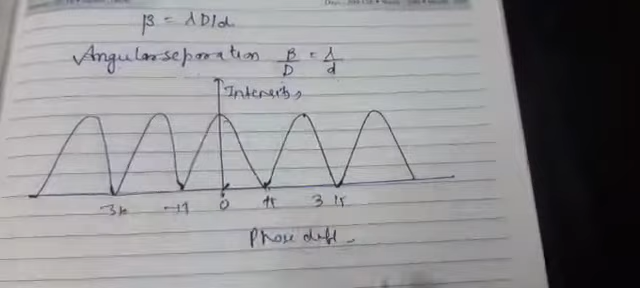 β = λD/d
Angular separation β/D = λ/d
Intensity
-3π -π 0 π 3π
Phase diff.